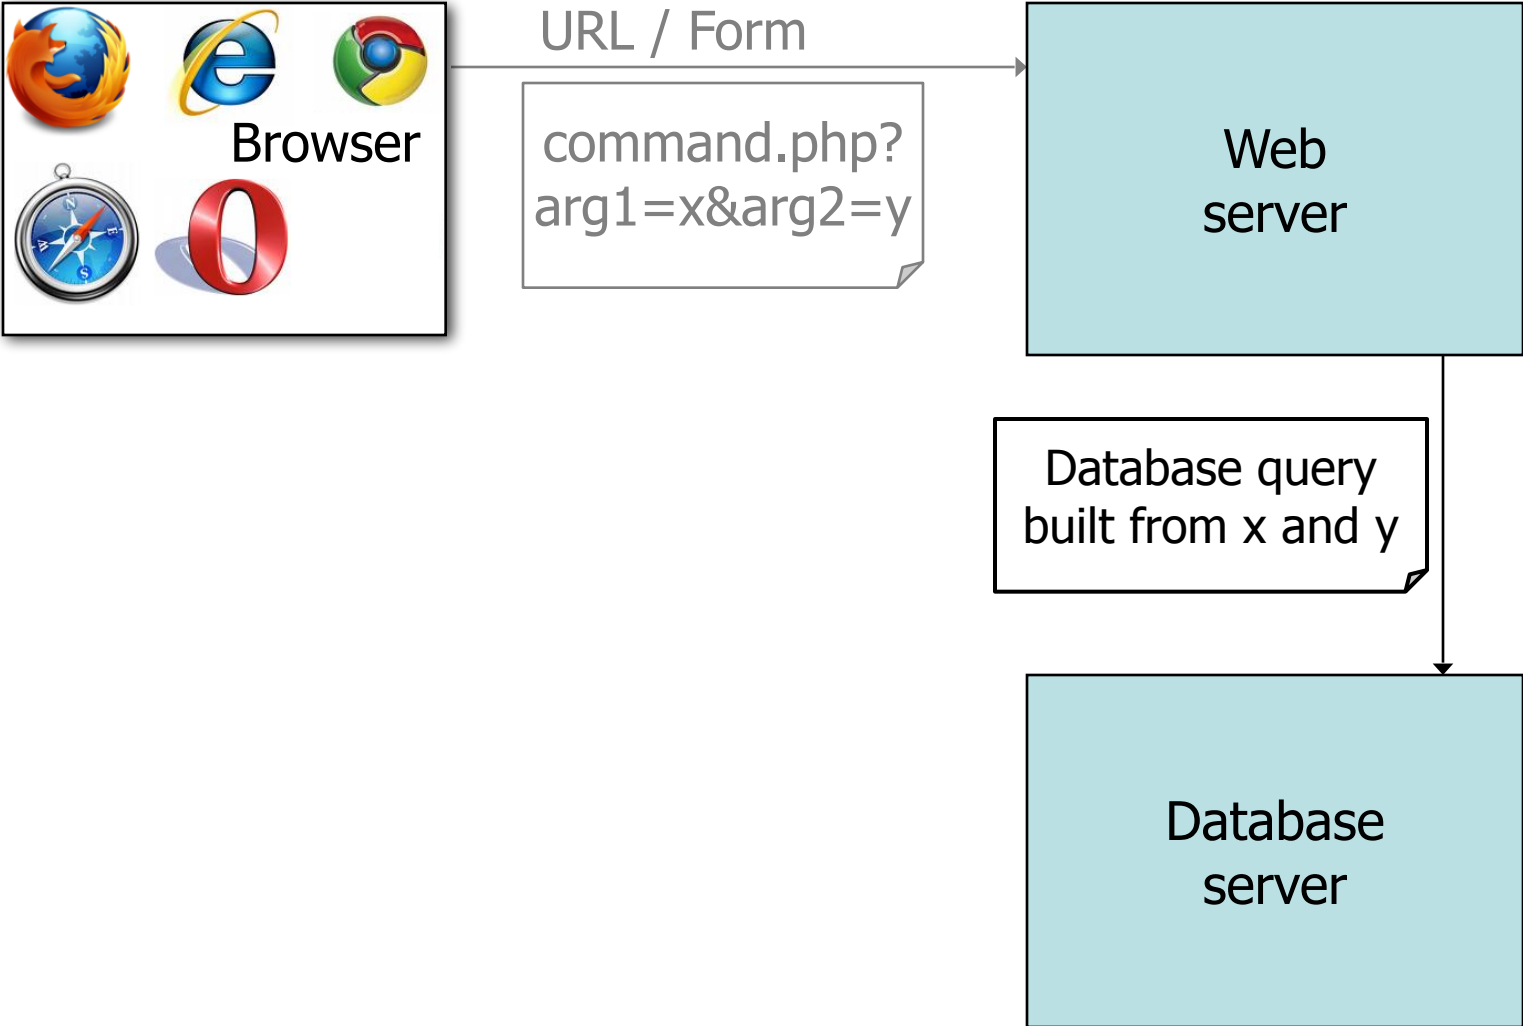 URL / Form
Browser
command.php?
arg1=x&arg2=y
Web
server
Database query
built from x and y
Database
server